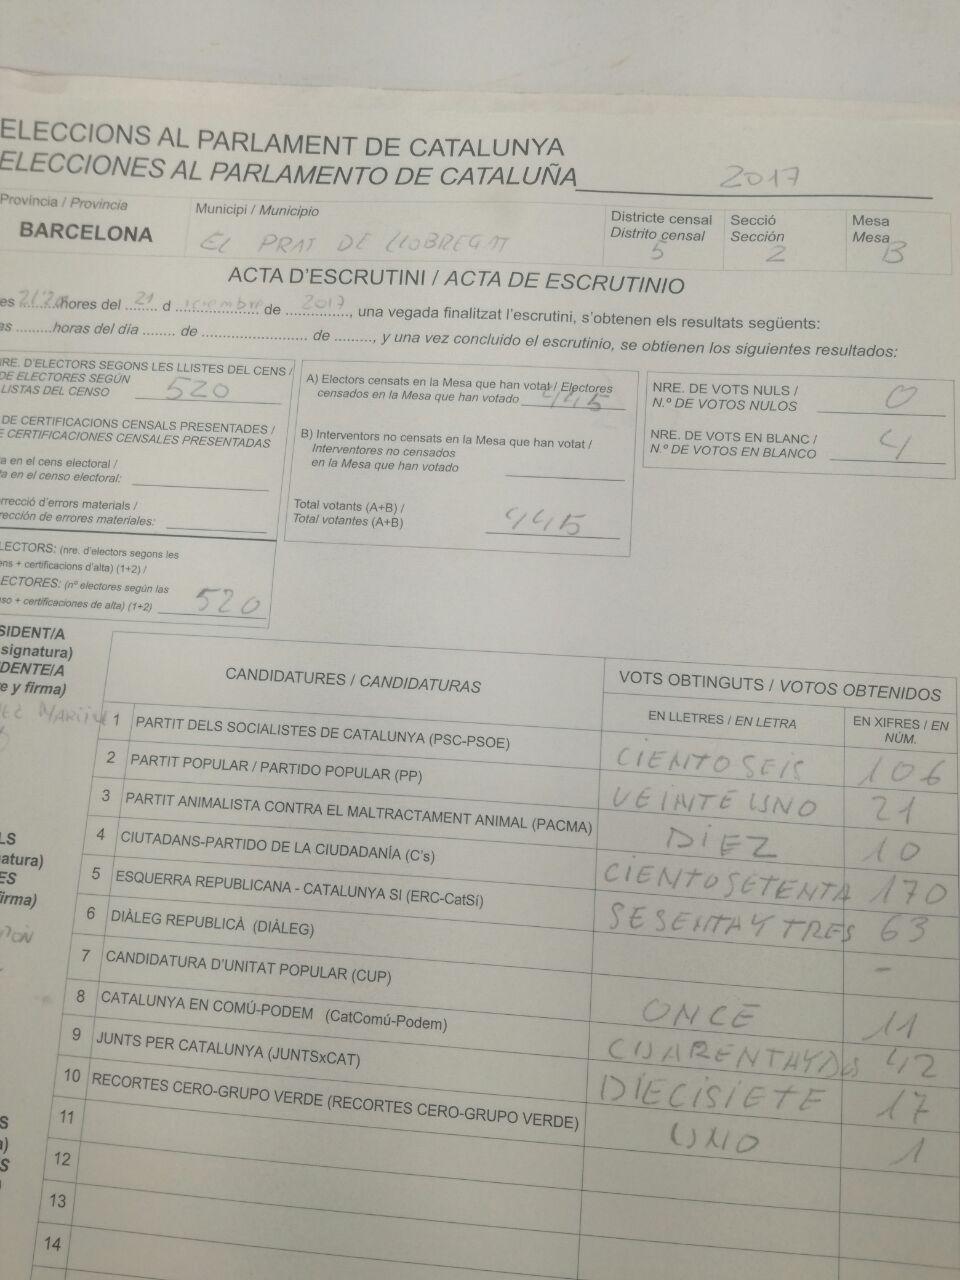 ELECCIONS AL PARLAMENT DE CATALUNYA
ELECCIONES AL PARLAMENTO DE CATALUÑA 2017
Província / Provincia
BARCELONA
Municipi / Municipio
EL PRAT DE LLOBREGAT
Districte censal
Distrito censal
5
Secció
Sección
2
Mesa
Mesa
B
ACTA D'ESCRUTINI / ACTA DE ESCRUTINIO
es ........ hores del 21 d iciembre de 2017, una vegada finalitzat l'escrutini, s'obtenen els resultats següents:
as .........horas del día ........ de ........................ de ........., y una vez concluido el escrutinio, se obtienen los siguientes resultados:
NRE. D'ELECTORS SEGONS LES LLISTES DEL CENS /
DE ELECTORES SEGÚN
LISTAS DEL CENSO 520
DE CERTIFICACIONS CENSALS PRESENTADES /
E CERTIFICACIONES CENSALES PRESENTADAS
a en el cens electoral /
ta en el censo electoral:
rrecció d'errors materials /
rección de errores materiales:
LECTORS: (nre. d'electors segons les
ens + certificacions d'alta) (1+2) /
ECTORES: (nº electores según las
so + certificaciones de alta) (1+2) 520
A) Electors censats en la Mesa que han votat / Electores
censados en la Mesa que han votado 445
B) Interventors no censats en la Mesa que han votat /
Interventores no censados
en la Mesa que han votado
Total votants (A+B) /
Total votantes (A+B) 445
NRE. DE VOTS NULS /
N.º DE VOTOS NULOS 0
NRE. DE VOTS EN BLANC /
N.º DE VOTOS EN BLANCO 4
SIDENT/A
signatura)
DENTE/A
e y firma)
LS
atura)
ES
firma)
S
a)
S
CANDIDATURES / CANDIDATURAS
VOTS OBTINGUTS / VOTOS OBTENIDOS
EN LLETRES / EN LETRA
EN XIFRES / EN
NÚM.
1 PARTIT DELS SOCIALISTES DE CATALUNYA (PSC-PSOE) CIENTO SEIS 106
2 PARTIT POPULAR / PARTIDO POPULAR (PP) VEINTE UNO 21
3 PARTIT ANIMALISTA CONTRA EL MALTRACTAMENT ANIMAL (PACMA) DIEZ 10
4 CIUTADANS-PARTIDO DE LA CIUDADANÍA (C's) CIENTO SETENTA 170
5 ESQUERRA REPUBLICANA - CATALUNYA SI (ERC-CatSí) SESENTA Y TRES 63
6 DIÀLEG REPUBLICÀ (DIÀLEG) -
7 CANDIDATURA D'UNITAT POPULAR (CUP) ONCE 11
8 CATALUNYA EN COMÚ-PODEM (CatComú-Podem) CUARENTA Y DOS 42
9 JUNTS PER CATALUNYA (JUNTSxCAT) DIECISIETE 17
10 RECORTES CERO-GRUPO VERDE (RECORTES CERO-GRUPO VERDE) UNO 1
11
12
13
14